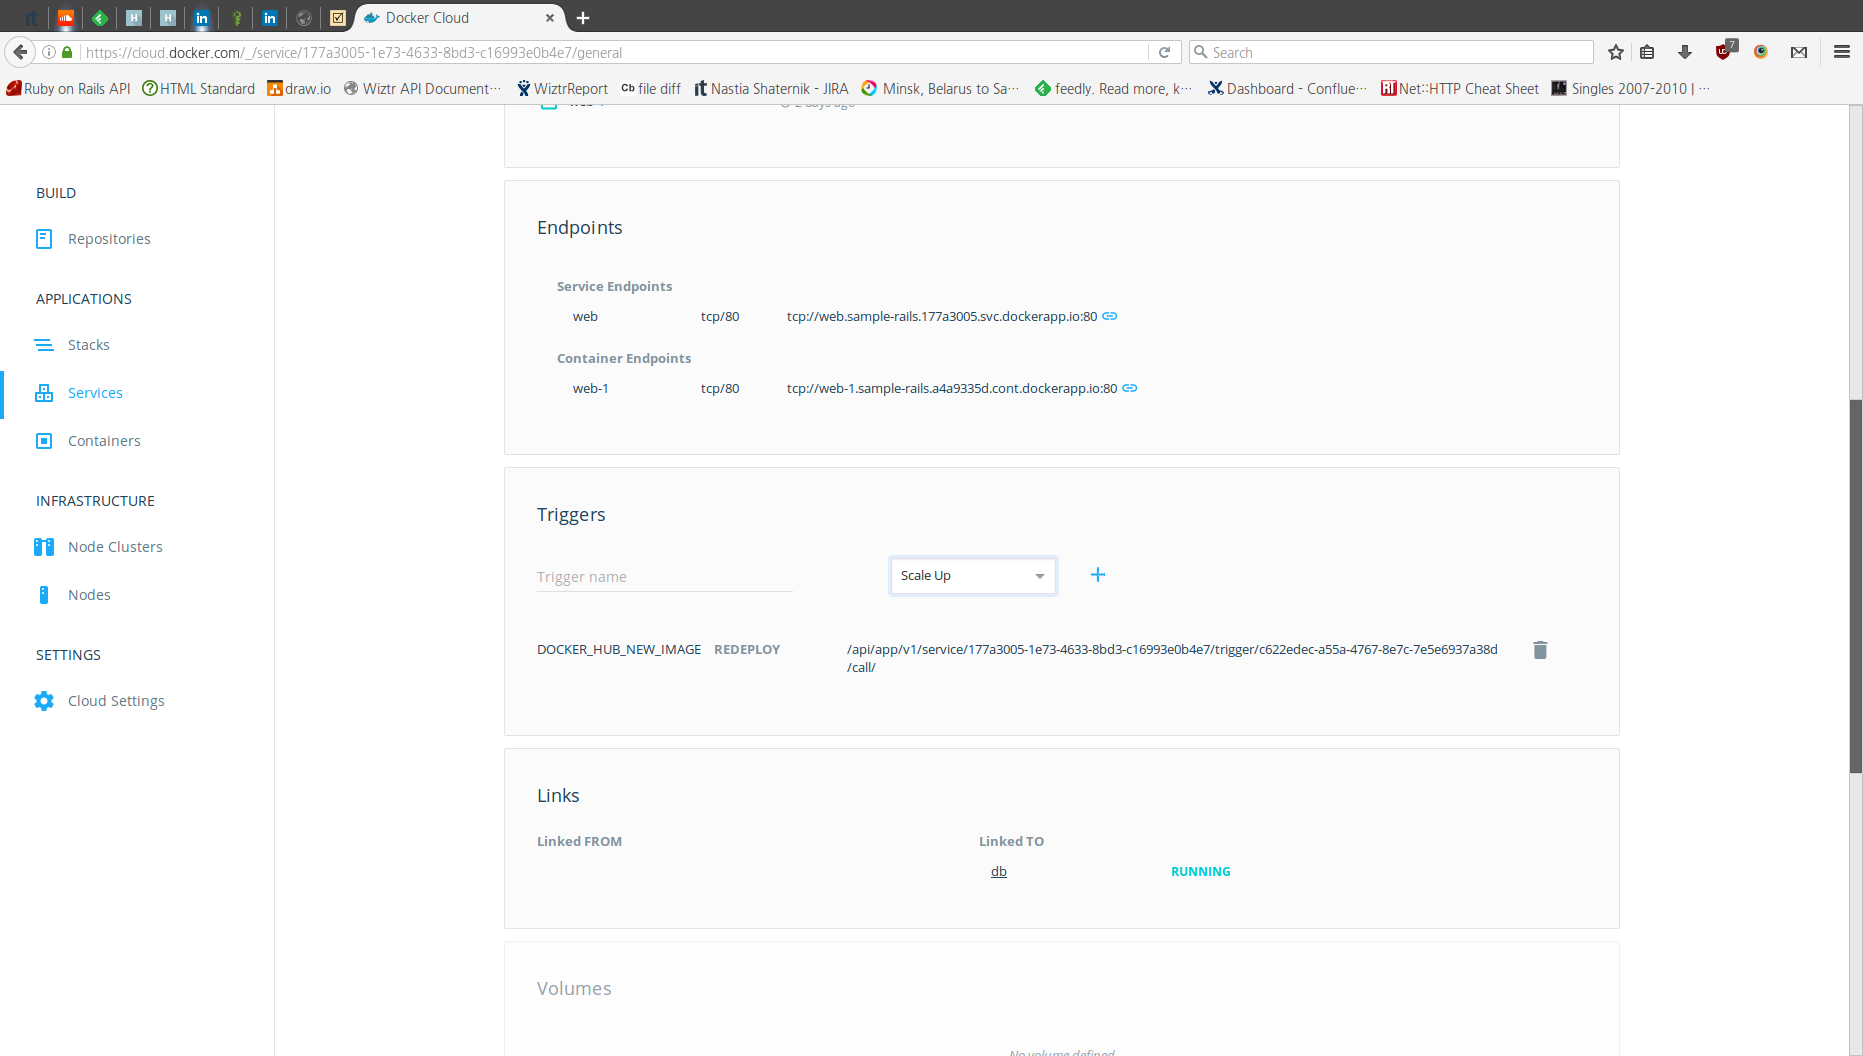 Docker Cloud
https://cloud.docker.com/_/service/177a3005-1e73-4633-8bd3-c16993e0b4e7/general
Search
7
Ruby on Rails API
HTML Standard
draw.io
Wiztr API Document···
WiztrReport
Cb file diff
Nastia Shaternik - JIRA
Minsk, Belarus to Sa···
feedly. Read more, k···
Dashboard - Conflue···
Net::HTTP Cheat Sheet
Singles 2007-2010 | ···
2 days ago
BUILD
Repositories
APPLICATIONS
Stacks
Services
Containers
INFRASTRUCTURE
Node Clusters
Nodes
SETTINGS
Cloud Settings
Endpoints
Service Endpoints
web tcp/80 tcp://web.sample-rails.177a3005.svc.dockerapp.io:80
Container Endpoints
web-1 tcp/80 tcp://web-1.sample-rails.a4a9335d.cont.dockerapp.io:80
Triggers
Trigger name
Scale Up
DOCKER_HUB_NEW_IMAGE REDEPLOY /api/app/v1/service/177a3005-1e73-4633-8bd3-c16993e0b4e7/trigger/c622edec-a55a-4767-8e7c-7e5e6937a38d
/call/
Links
Linked FROM Linked TO
db RUNNING
Volumes
No volume defined